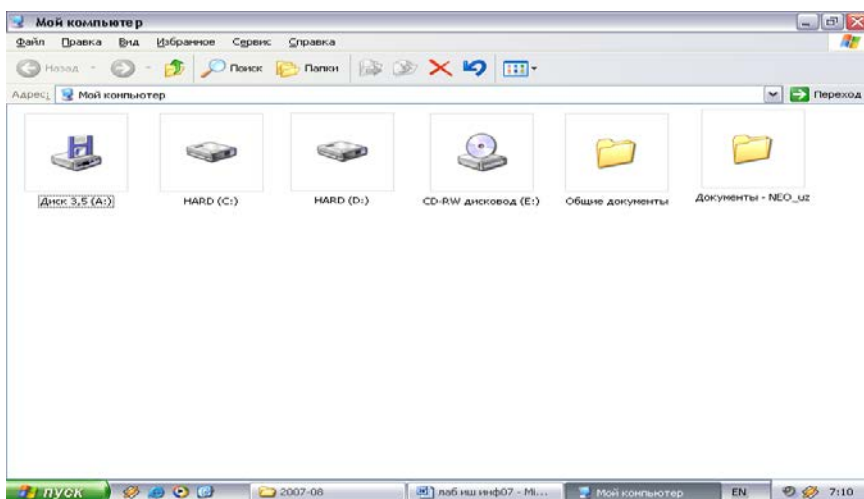 Мой компьютер
Файл Правка Вид Избранное Сервис Справка
Назад Поиск Папки
Адрес: Мой компьютер Переход
Диск 3,5 (A:) HARD (C:) HARD (D:) CD-RW дисковод (E:) Общие документы Документы - NEO_uz
пуск 2007-08 лаб иш инф07 - Mi... Мой компьютер EN 7:10